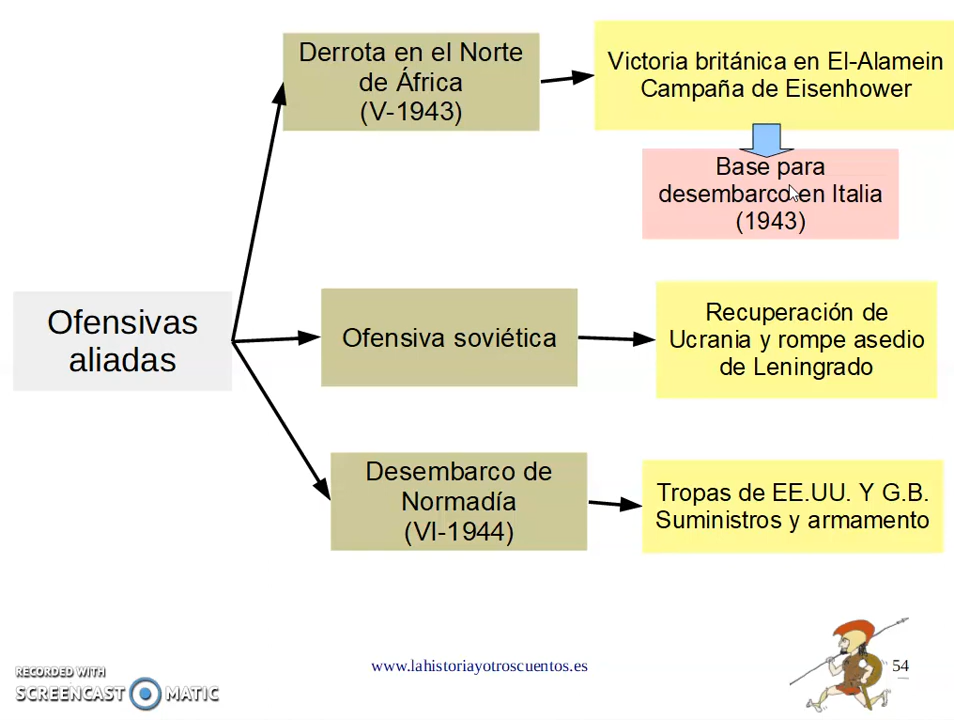 Derrota en el Norte
de África
(V-1943)
Victoria británica en El-Alamein
Campaña de Eisenhower
Base para
desembarco en Italia
(1943)
Ofensivas
aliadas
Ofensiva soviética
Recuperación de
Ucrania y rompe asedio
de Leningrado
Desembarco de
Normadía
(VI-1944)
Tropas de EE.UU. Y G.B.
Suministros y armamento
www.lahistoriayotroscuentos.es
54
RECORDED WITH
SCREENCAST MATIC